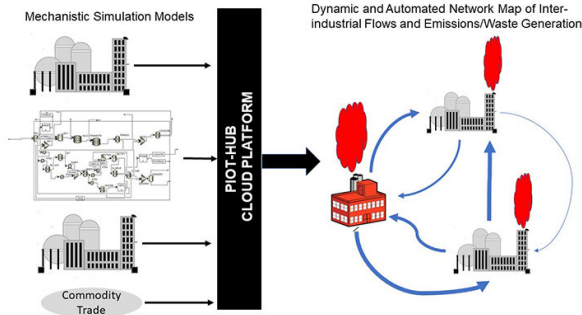 Mechanistic Simulation Models
Dynamic and Automated Network Map of Inter-
industrial Flows and Emissions/Waste Generation
PIOT-HUB
CLOUD PLATFORM
Commodity
Trade